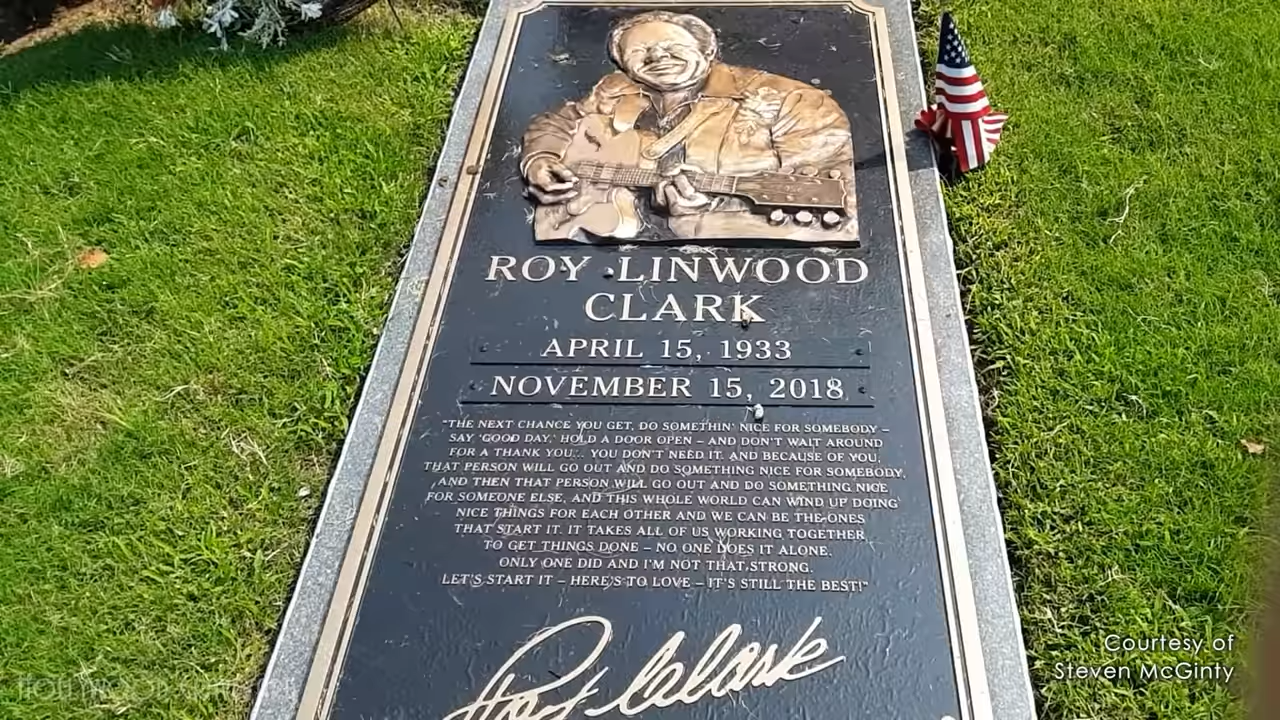 ROY LINWOOD
CLARK
APRIL 15, 1933
NOVEMBER 15, 2018
"THE NEXT CHANCE YOU GET, DO SOMETHIN' NICE FOR SOMEBODY –
SAY 'GOOD DAY,' HOLD A DOOR OPEN – AND DON'T WAIT AROUND
FOR A THANK YOU... YOU DON'T NEED IT. AND BECAUSE OF YOU,
THAT PERSON WILL GO OUT AND DO SOMETHING NICE FOR SOMEBODY,
AND THEN THAT PERSON WILL GO OUT AND DO SOMETHING NICE
FOR SOMEONE ELSE, AND THIS WHOLE WORLD CAN WIND UP DOING
NICE THINGS FOR EACH OTHER AND WE CAN BE THE ONES
THAT START IT. IT TAKES ALL OF US WORKING TOGETHER
TO GET THINGS DONE – NO ONE DOES IT ALONE.
ONLY ONE DID AND I'M NOT THAT STRONG.
LET'S START IT – HERE'S TO LOVE – IT'S STILL THE BEST!"
Roy Clark
Courtesy of
Steven McGinty
HOLLYWOOD